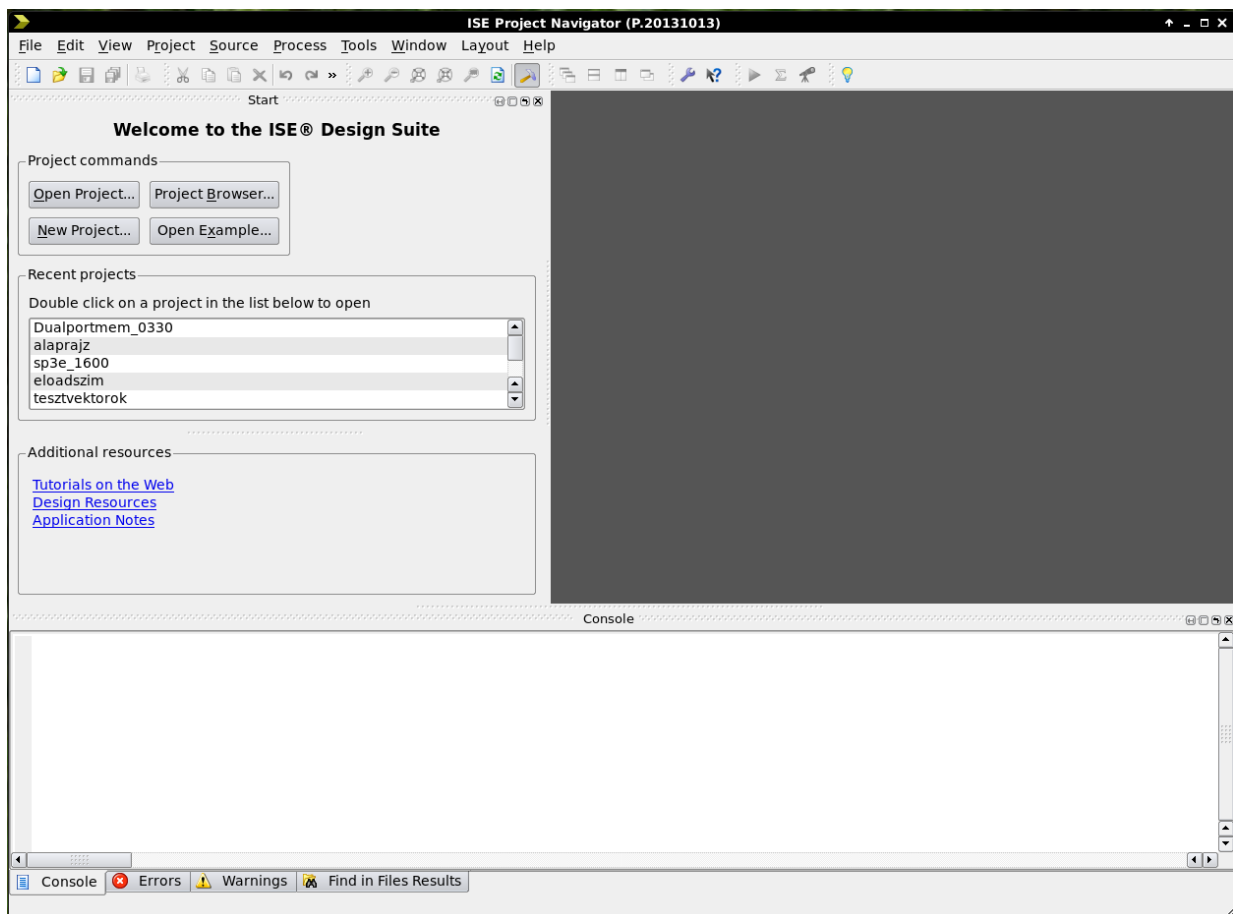 ISE Project Navigator (P.20131013)
File Edit View Project Source Process Tools Window Layout Help
Start
Welcome to the ISE® Design Suite
Project commands
Open Project... Project Browser...
New Project... Open Example...
Recent projects
Double click on a project in the list below to open
Dualportmem_0330
alaprajz
sp3e_1600
eloadszim
tesztvektorok
Additional resources
Tutorials on the Web
Design Resources
Application Notes
Console
Console Errors Warnings Find in Files Results